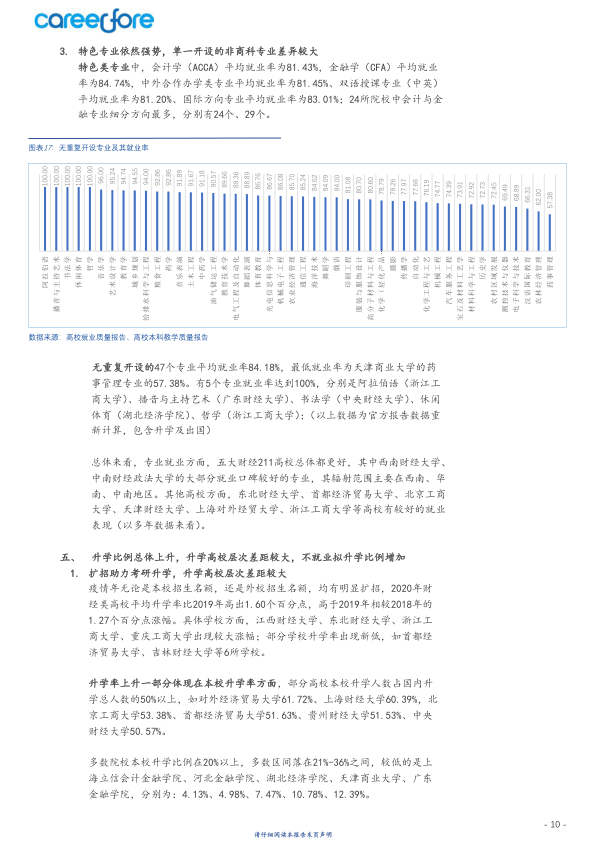 careerfore
3. 特色专业依然强势，单一开设的非商科专业差异较大
特色类专业中，会计学（ACCA）平均就业率为81.43%，金融学（CFA）平均就业
率为84.74%，中外合作办学类专业平均就业率为81.45%、双语授课专业（中英）
平均就业率为81.20%、国际方向专业平均就业率为83.01%；24所院校中会计与金
融专业细分方向最多，分别有24个、29个。
图表17：无重复开设专业及其就业率
100.00 100.00 100.00 100.00 100.00 96.00 95.24 94.74 94.55 94.00 92.86 92.86 91.89 91.67 91.18 90.57 89.66 89.36 88.89 86.76 86.67 86.08 85.70 85.24 84.62 84.09 84.00 81.08 80.70 80.00 78.79 78.26 77.97 77.66 76.19 74.77 74.39 73.91 72.92 72.73 72.45 69.49 68.89 66.31 62.00 57.38
阿拉伯语
播音与主持艺术
书法学
休闲体育
哲学
音乐学
艺术设计学
教育学
城乡规划
给排水科学与工程
粮食工程
药学
音乐表演
土木工程
中药学
油气储运工程
教育技术学
电气工程及自动化
舞蹈表演
体育教育
光电信息科学与…
机械电子工程
农业经济管理
通信工程
海洋技术
舞蹈学
韩语
印刷工程
服装与服饰设计
高分子材料与工程
化学（轻化产品…
摄影
传播学
自动化
化学工程与工艺
机械工程
汽车服务工程
宝石及材料工艺学
材料科学与工程
历史学
农村区域发展
测控技术与仪器
电子科学与技术
汉语国际教育
农林经济管理
药事管理
数据来源：高校就业质量报告、高校本科教学质量报告
无重复开设的47个专业平均就业率84.18%，最低就业率为天津商业大学的药
事管理专业的57.38%。有5个专业就业率达到100%，分别是阿拉伯语（浙江工
商大学）、播音与主持艺术（广东财经大学）、书法学（中央财经大学）、休闲
体育（湖北经济学院）、哲学（浙江工商大学）；（以上数据为官方报告数据重
新计算，包含升学及出国）
总体来看，专业就业方面，五大财经211高校总体都更好，其中西南财经大学、
中南财经政法大学的大部分就业口碑较好的专业，其辐射范围主要在西南、华
南、中南地区。其他高校方面，东北财经大学、首都经济贸易大学、北京工商
大学、天津财经大学、上海对外经贸大学、浙江工商大学等高校有较好的就业
表现（以多年数据来看）。
五、 升学比例总体上升，升学高校层次差距较大，不就业拟升学比例增加
1. 扩招助力考研升学，升学高校层次差距较大
疫情年无论是本校招生名额，还是外校招生名额，均有明显扩招，2020年财
经类高校平均升学率比2019年高出1.60个百分点，高于2019年相较2018年的
1.27个百分点涨幅。具体学校方面，江西财经大学、东北财经大学、浙江工
商大学、重庆工商大学出现较大涨幅；部分学校升学率出现新低，如首都经
济贸易大学、吉林财经大学等6所学校。
升学率上升一部分体现在本校升学率方面，部分高校本校升学人数占国内升
学总人数的50%以上，如对外经济贸易大学61.72%、上海财经大学60.39%、北
京工商大学53.38%、首都经济贸易大学51.63%、贵州财经大学51.53%、中央
财经大学50.57%。
多数院校本校升学比例在20%以上，多数区间落在21%-36%之间，较低的是上
海立信会计金融学院、河北金融学院、湖北经济学院、天津商业大学、广东
金融学院，分别为：4.13%、4.98%、7.47%、10.78%、12.39%。
- 10 -
请仔细阅读本报告末页声明